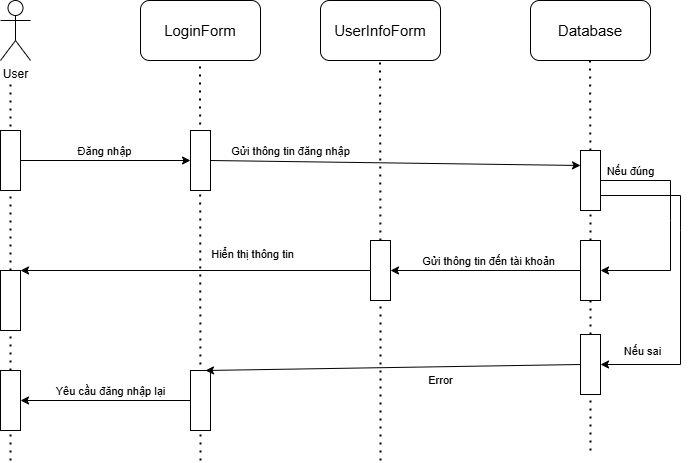 LoginForm
UserInfoForm
Database
User
Đăng nhập
Gửi thông tin đăng nhập
Nếu đúng
Hiển thị thông tin
Gửi thông tin đến tài khoản
Nếu sai
Error
Yêu cầu đăng nhập lại